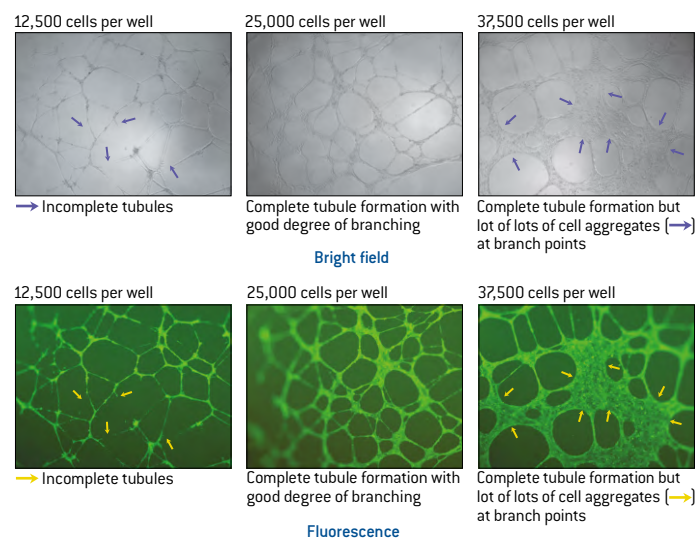 12,500 cells per well
25,000 cells per well
37,500 cells per well
Incomplete tubules
Complete tubule formation with
good degree of branching
Complete tubule formation but
lot of lots of cell aggregates (→)
at branch points
Bright field
12,500 cells per well
25,000 cells per well
37,500 cells per well
Incomplete tubules
Complete tubule formation with
good degree of branching
Complete tubule formation but
lot of lots of cell aggregates (→)
at branch points
Fluorescence